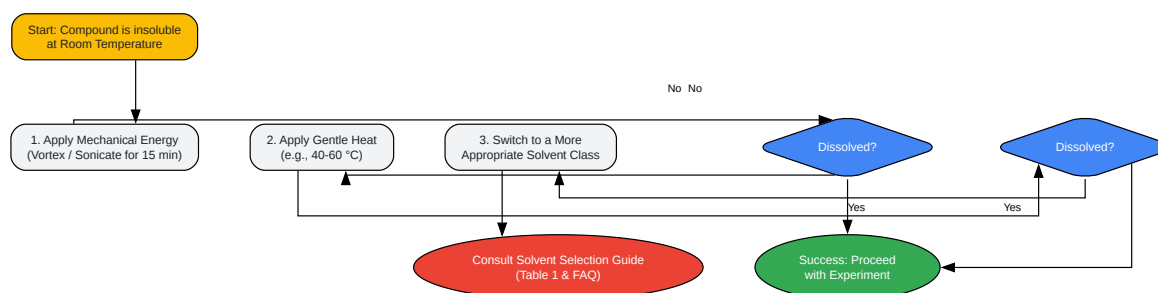 Start: Compound is insoluble
at Room Temperature
No No
1. Apply Mechanical Energy
(Vortex / Sonicate for 15 min)
2. Apply Gentle Heat
(e.g., 40-60 °C)
3. Switch to a More
Appropriate Solvent Class
Dissolved?
Dissolved?
Yes
Yes
Consult Solvent Selection Guide
(Table 1 & FAQ)
Success: Proceed
with Experiment